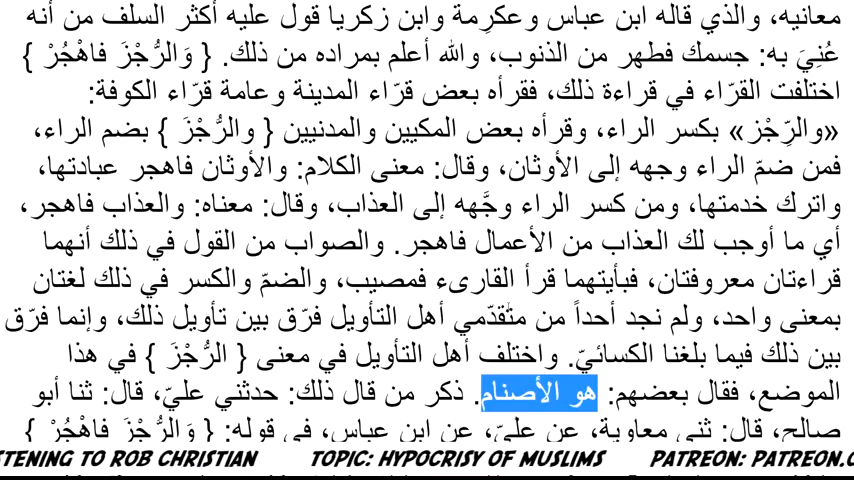 معانيه، والذي قاله ابن عباس وعكرِمة وابن زكريا قول عليه أكثر السلف من أنه
عُنِيَ به: جسمك فطهر من الذنوب، والله أعلم بمراده من ذلك. { وَالرُّجْزَ فاهْجُرْ }
اختلفت القرّاء في قراءة ذلك، فقرأه بعض قرّاء المدينة وعامة قرّاء الكوفة:
«والرِّجْز» بكسر الراء، وقرأه بعض المكيين والمدنيين { والرُّجْزَ } بضم الراء،
فمن ضمّ الراء وجهه إلى الأوثان، وقال: معنى الكلام: والأوثان فاهجر عبادتها،
واترك خدمتها، ومن كسر الراء وجَّهه إلى العذاب، وقال: معناه: والعذاب فاهجر،
أي ما أوجب لك العذاب من الأعمال فاهجر. والصواب من القول في ذلك أنهما
قراءتان معروفتان، فبأيتهما قرأ القارىء فمصيب، والضمّ والكسر في ذلك لغتان
بمعنى واحد، ولم نجد أحداً من متقدّمي أهل التأويل فرّق بين تأويل ذلك، وإنما فرّق
بين ذلك فيما بلغنا الكسائيّ. واختلف أهل التأويل في معنى { الرُّجْزَ } في هذا
الموضع، فقال بعضهم: هو الأصنام. ذكر من قال ذلك: حدثني عليّ، قال: ثنا أبو
صالح، قال: ثني معاوية، عن عليّ، عن ابن عباس، في قوله: { وَالرُّجْزَ فاهْجُرْ }
STENING TO ROB CHRISTIAN TOPIC: HYPOCRISY OF MUSLIMS PATREON: PATREON.C